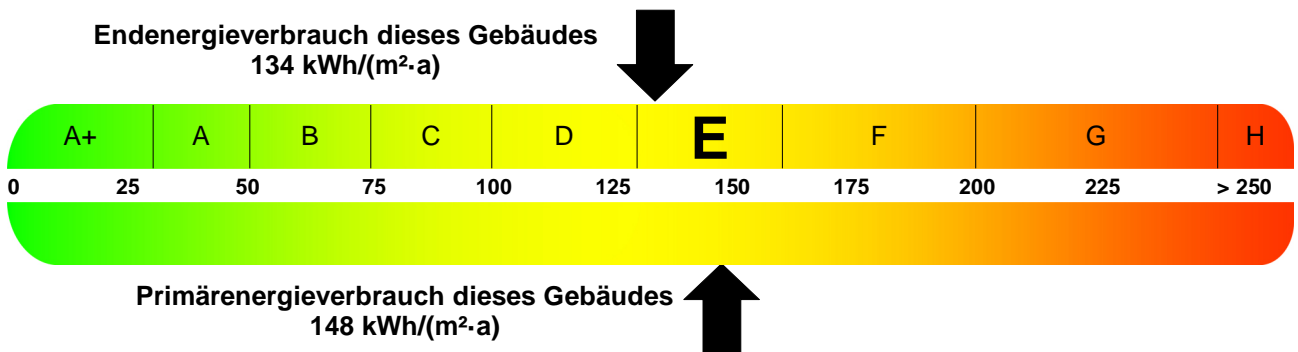 Endenergieverbrauch dieses Gebäudes
134 kWh/(m²·a)
A+ A B C D E F G H
0 25 50 75 100 125 150 175 200 225 > 250
Primärenergieverbrauch dieses Gebäudes
148 kWh/(m²·a)